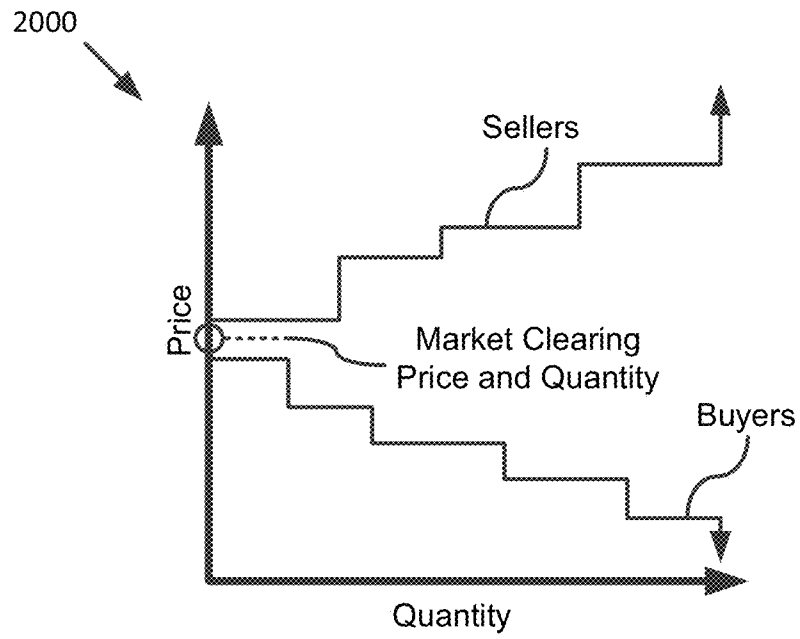 2000
Sellers
Price
Market Clearing
Price and Quantity
Buyers
Quantity